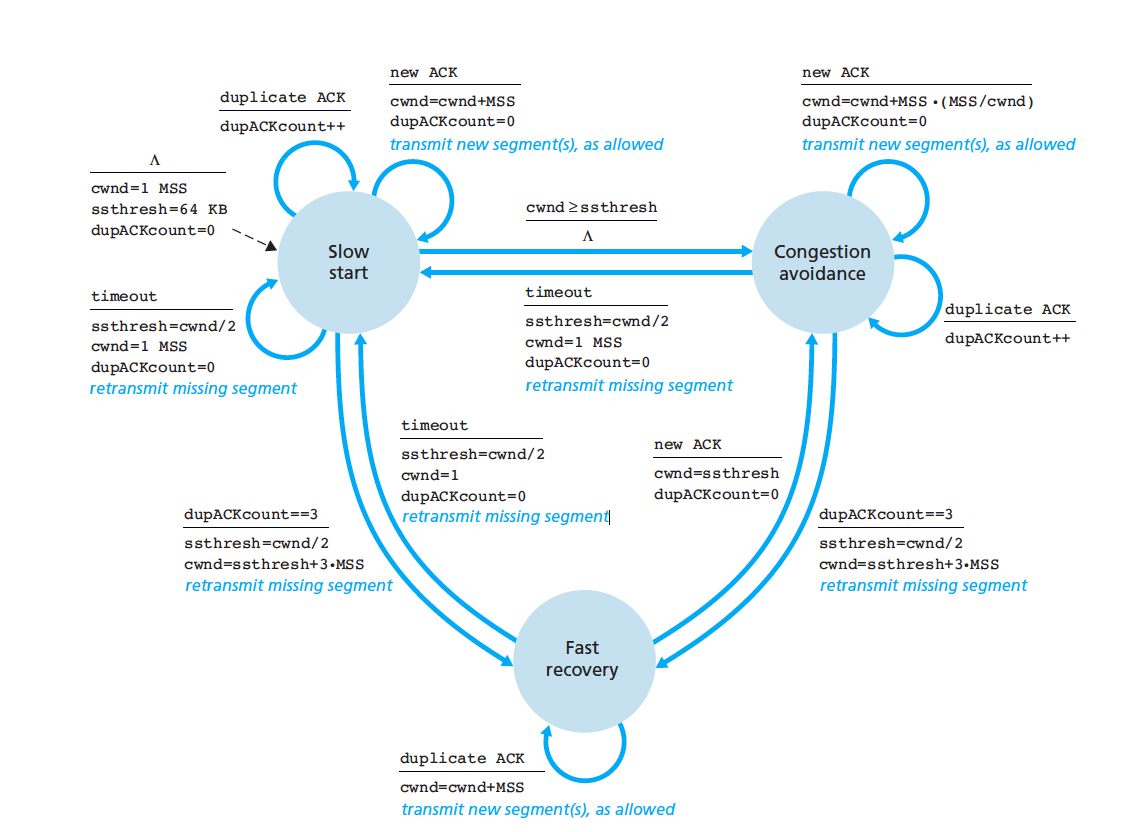 new ACK
cwnd=cwnd+MSS
dupACKcount=0
transmit new segment(s), as allowed
new ACK
cwnd=cwnd+MSS•(MSS/cwnd)
dupACKcount=0
transmit new segment(s), as allowed
duplicate ACK
dupACKcount++
Λ
cwnd=1 MSS
ssthresh=64 KB
dupACKcount=0
cwnd≥ssthresh
Λ
Slow
start
Congestion
avoidance
timeout
ssthresh=cwnd/2
cwnd=1 MSS
dupACKcount=0
retransmit missing segment
timeout
ssthresh=cwnd/2
cwnd=1 MSS
dupACKcount=0
retransmit missing segment
duplicate ACK
dupACKcount++
timeout
ssthresh=cwnd/2
cwnd=1
dupACKcount=0
retransmit missing segment
new ACK
cwnd=ssthresh
dupACKcount=0
dupACKcount==3
ssthresh=cwnd/2
cwnd=ssthresh+3•MSS
retransmit missing segment
dupACKcount==3
ssthresh=cwnd/2
cwnd=ssthresh+3•MSS
retransmit missing segment
Fast
recovery
duplicate ACK
cwnd=cwnd+MSS
transmit new segment(s), as allowed